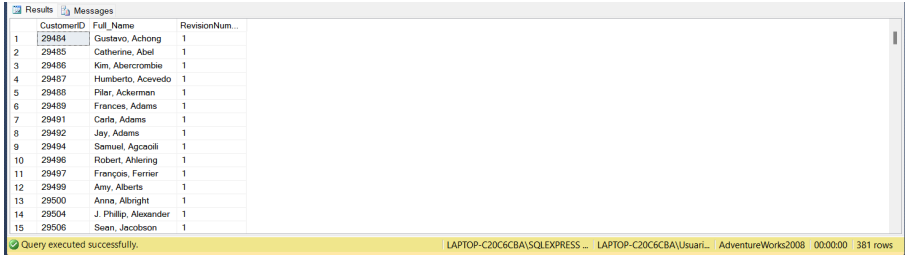 Results Messages
CustomerID Full_Name RevisionNum...
1 29484 Gustavo, Achong 1
2 29485 Catherine, Abel 1
3 29486 Kim, Abercrombie 1
4 29487 Humberto, Acevedo 1
5 29488 Pilar, Ackerman 1
6 29489 Frances, Adams 1
7 29491 Carla, Adams 1
8 29492 Jay, Adams 1
9 29494 Samuel, Agcaoili 1
10 29496 Robert, Ahlering 1
11 29497 François, Ferrier 1
12 29499 Amy, Alberts 1
13 29500 Anna, Albright 1
14 29504 J. Phillip, Alexander 1
15 29506 Sean, Jacobson 1
Query executed successfully. LAPTOP-C20C6CBA\SQLEXPRESS ... LAPTOP-C20C6CBA\Usuari... AdventureWorks2008 00:00:00 381 rows